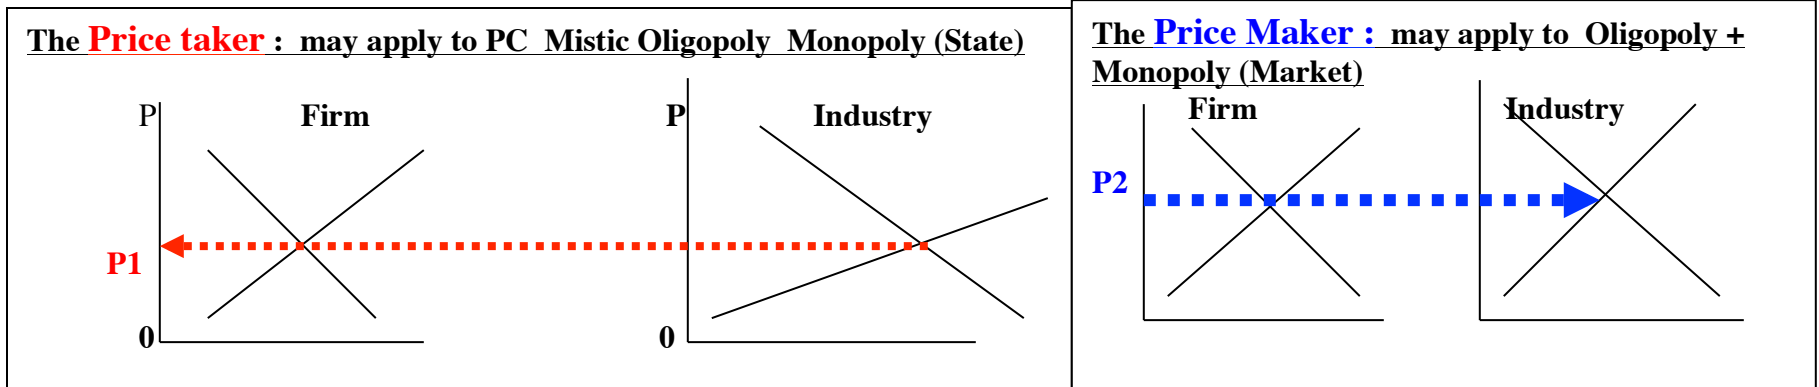 The Price taker : may apply to PC Mistic Oligopoly Monopoly (State)
P Firm P Industry
P1
0 0
The Price Maker : may apply to Oligopoly +
Monopoly (Market)
Firm Industry
P2